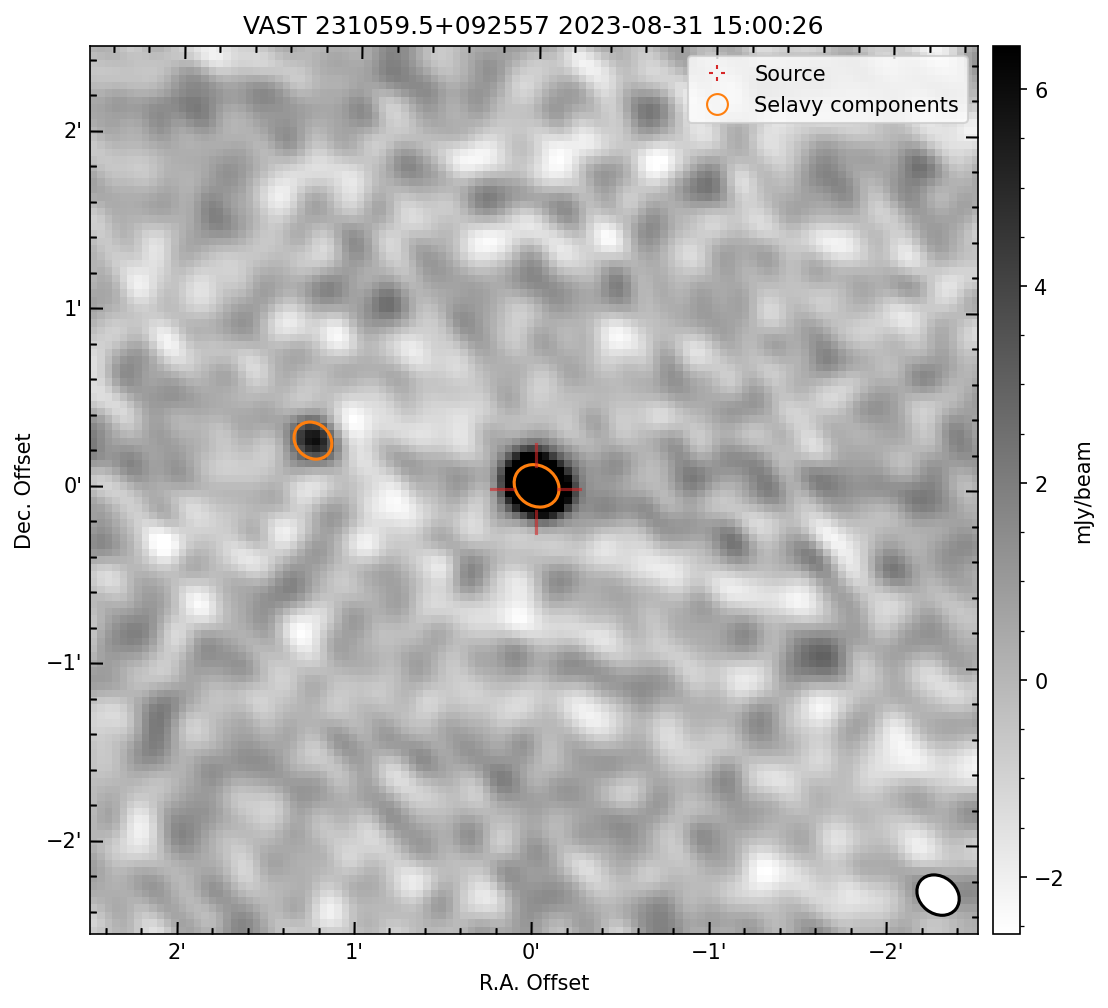 VAST 231059.5+092557 2023-08-31 15:00:26
Source
Selavy components
2'
1'
0'
−1'
−2'
Dec. Offset
2'
1'
0'
−1'
−2'
R.A. Offset
6
4
2
0
−2
mJy/beam